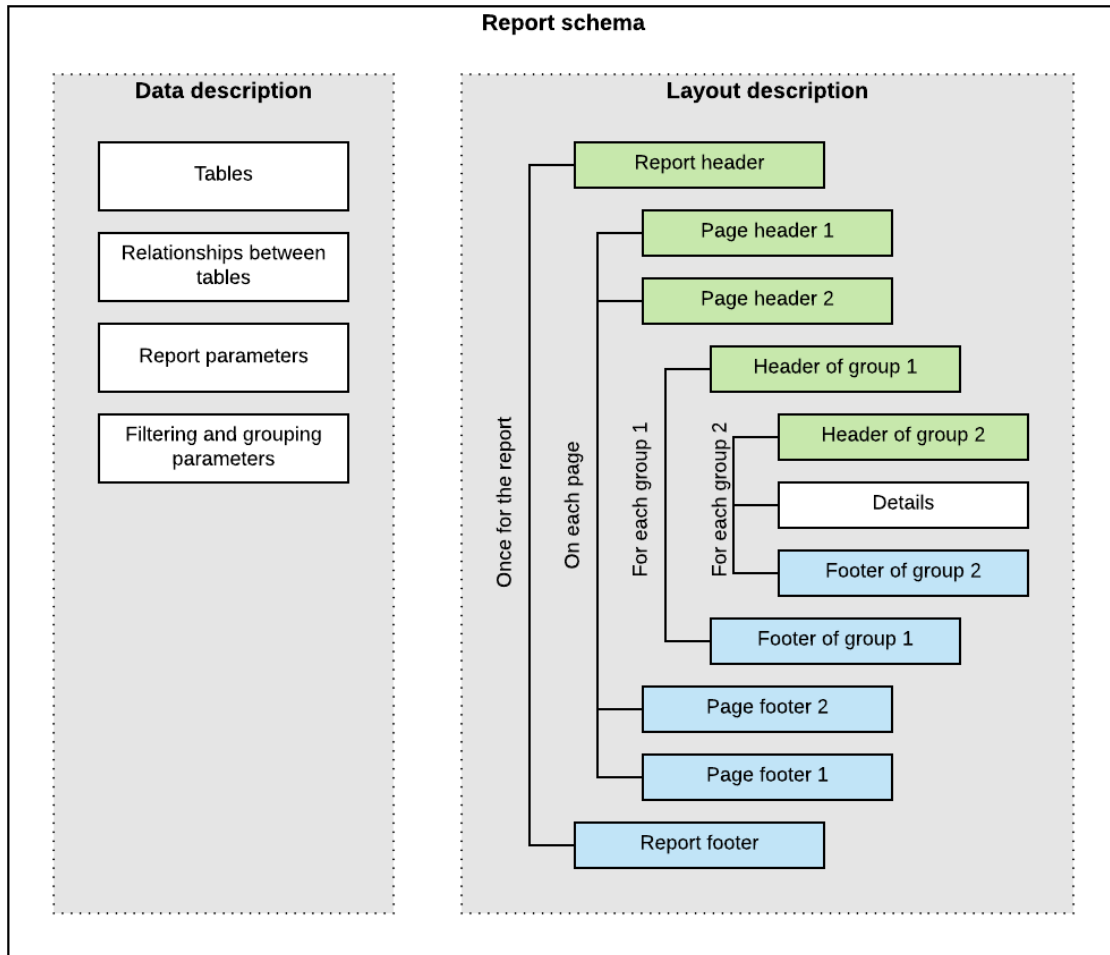 Report schema
Data description
Tables
Relationships between
tables
Report parameters
Filtering and grouping
parameters
Layout description
Report header
Page header 1
Page header 2
Header of group 1
Header of group 2
Details
Footer of group 2
Footer of group 1
Page footer 2
Page footer 1
Report footer
Once for the report
On each page
For each group 1
For each group 2